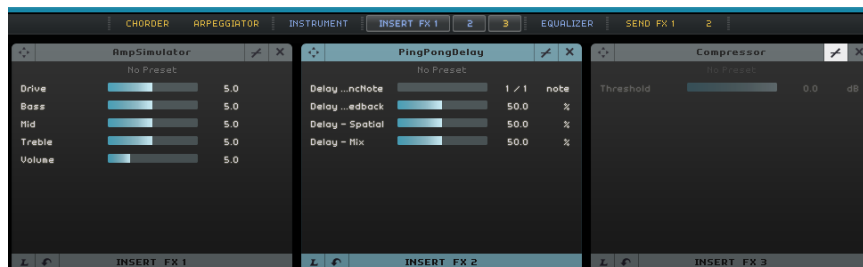 CHORDER ARPEGGIATOR INSTRUMENT INSERT FX 1 2 3 EQUALIZER SEND FX 1 2
AmpSimulator
No Preset
Drive 5.0
Bass 5.0
Mid 5.0
Treble 5.0
Volume 5.0
L INSERT FX 1
PingPongDelay
No Preset
Delay ...ncNote 1 / 1 note
Delay ...edback 50.0 %
Delay - Spatial 50.0 %
Delay - Mix 50.0 %
L INSERT FX 2
Compressor
No Preset
Threshold 0.0 dB
L INSERT FX 3